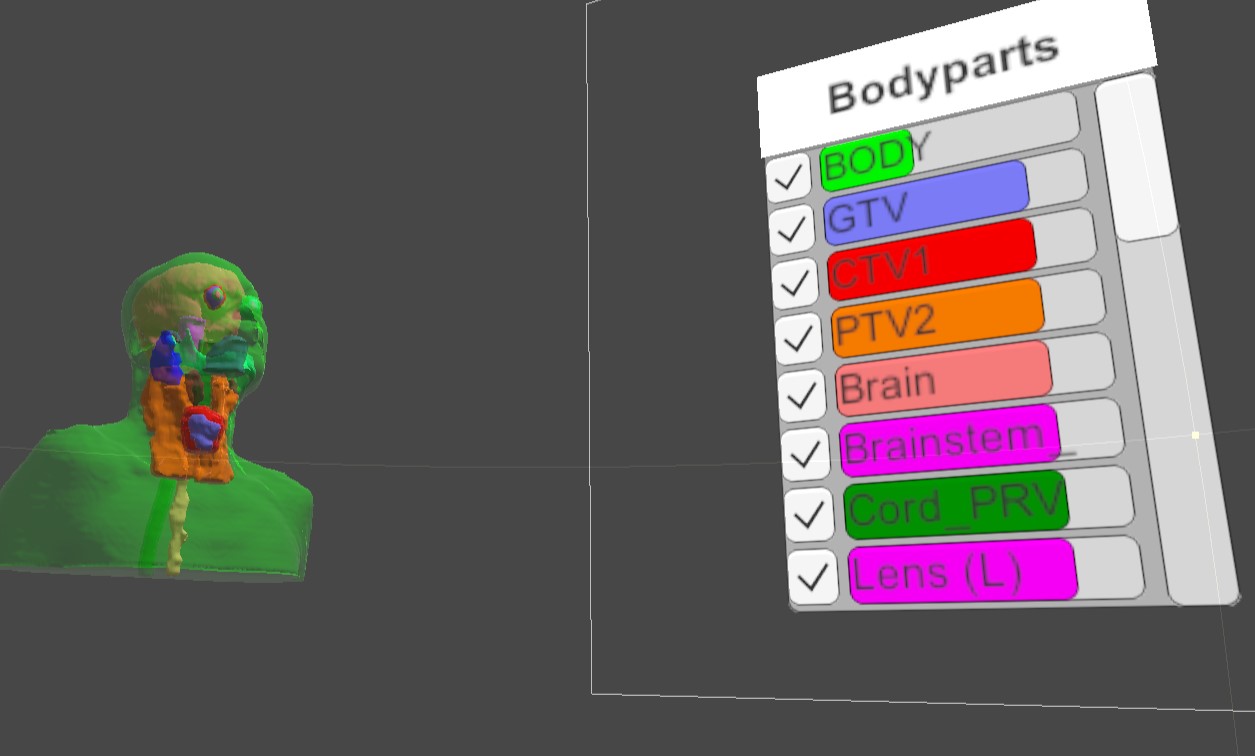 Bodyparts
BODY
GTV
CTV1
PTV2
Brain
Brainstem_
Cord_PRV
Lens (L)